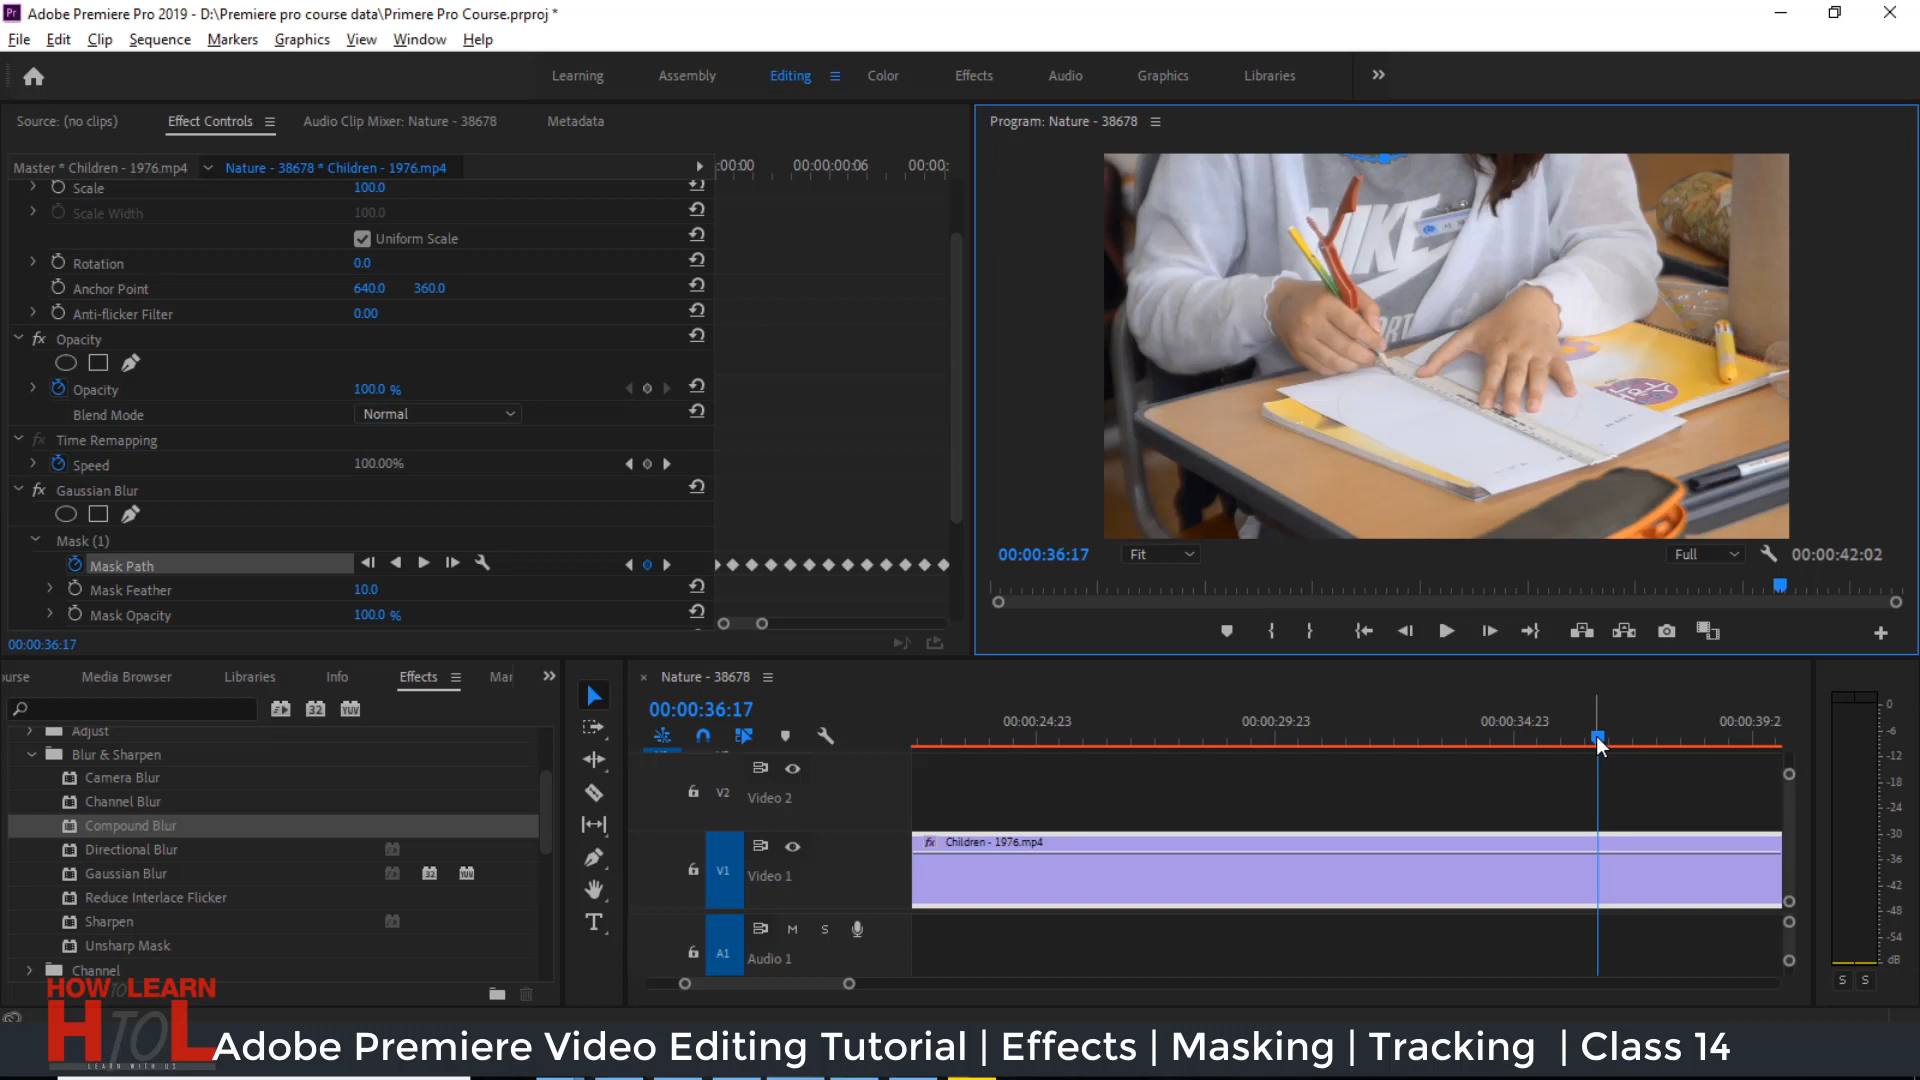 Adobe Premiere Pro 2019 - D:\Premiere pro course data\Primere Pro Course.prproj *
File Edit Clip Sequence Markers Graphics View Window Help
Learning Assembly Editing Color Effects Audio Graphics Libraries
Source: (no clips) Effect Controls Audio Clip Mixer: Nature - 38678 Metadata
Program: Nature - 38678
Master * Children - 1976.mp4 Nature - 38678 * Children - 1976.mp4
:00:00 00:00:00:06 00:00:
Scale 100.0
Scale Width 100.0
Uniform Scale
Rotation 0.0
Anchor Point 640.0 360.0
Anti-flicker Filter 0.00
fx Opacity
Opacity 100.0 %
Blend Mode Normal
fx Time Remapping
Speed 100.00%
fx Gaussian Blur
Mask (1)
Mask Path
Mask Feather 10.0
Mask Opacity 100.0 %
00:00:36:17
NIKE
00:00:36:17 Fit Full 00:00:42:02
ourse Media Browser Libraries Info Effects Mar
32 YUV
Adjust
Blur & Sharpen
Camera Blur
Channel Blur
Compound Blur
Directional Blur
Gaussian Blur 32 YUV
Reduce Interlace Flicker
Sharpen
Unsharp Mask
Channel
Nature - 38678
00:00:36:17
00:00:24:23 00:00:29:23 00:00:34:23 00:00:39:2
V2 Video 2
V1 Video 1
fx Children - 1976.mp4
A1 M S Audio 1
0
-6
-12
-18
-24
-30
-36
-42
-48
-54
dB
S S
HOW TO LEARN
HToL
LEARN WITH US
Adobe Premiere Video Editing Tutorial | Effects | Masking | Tracking | Class 14